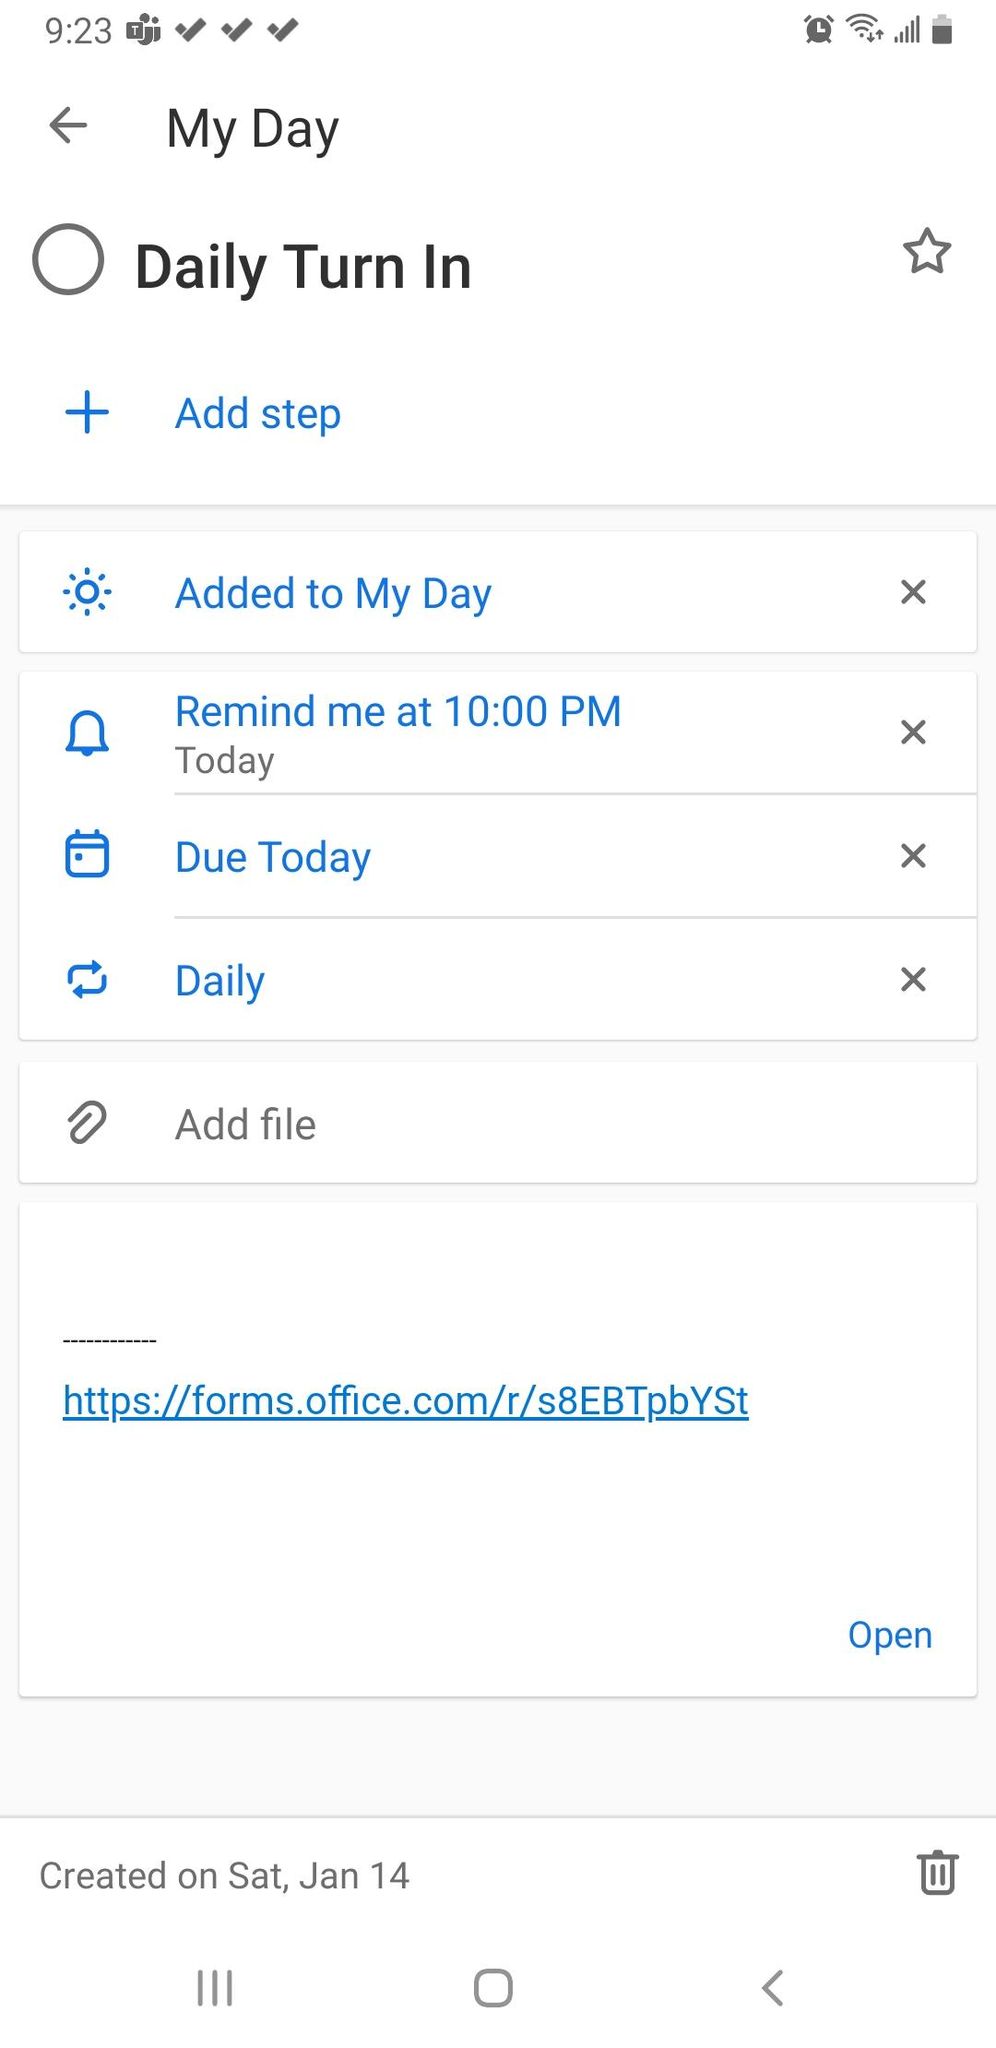 9:23
My Day
Daily Turn In
Add step
Added to My Day
Remind me at 10:00 PM
Today
Due Today
Daily
Add file
------------
https://forms.office.com/r/s8EBTpbYSt
Open
Created on Sat, Jan 14